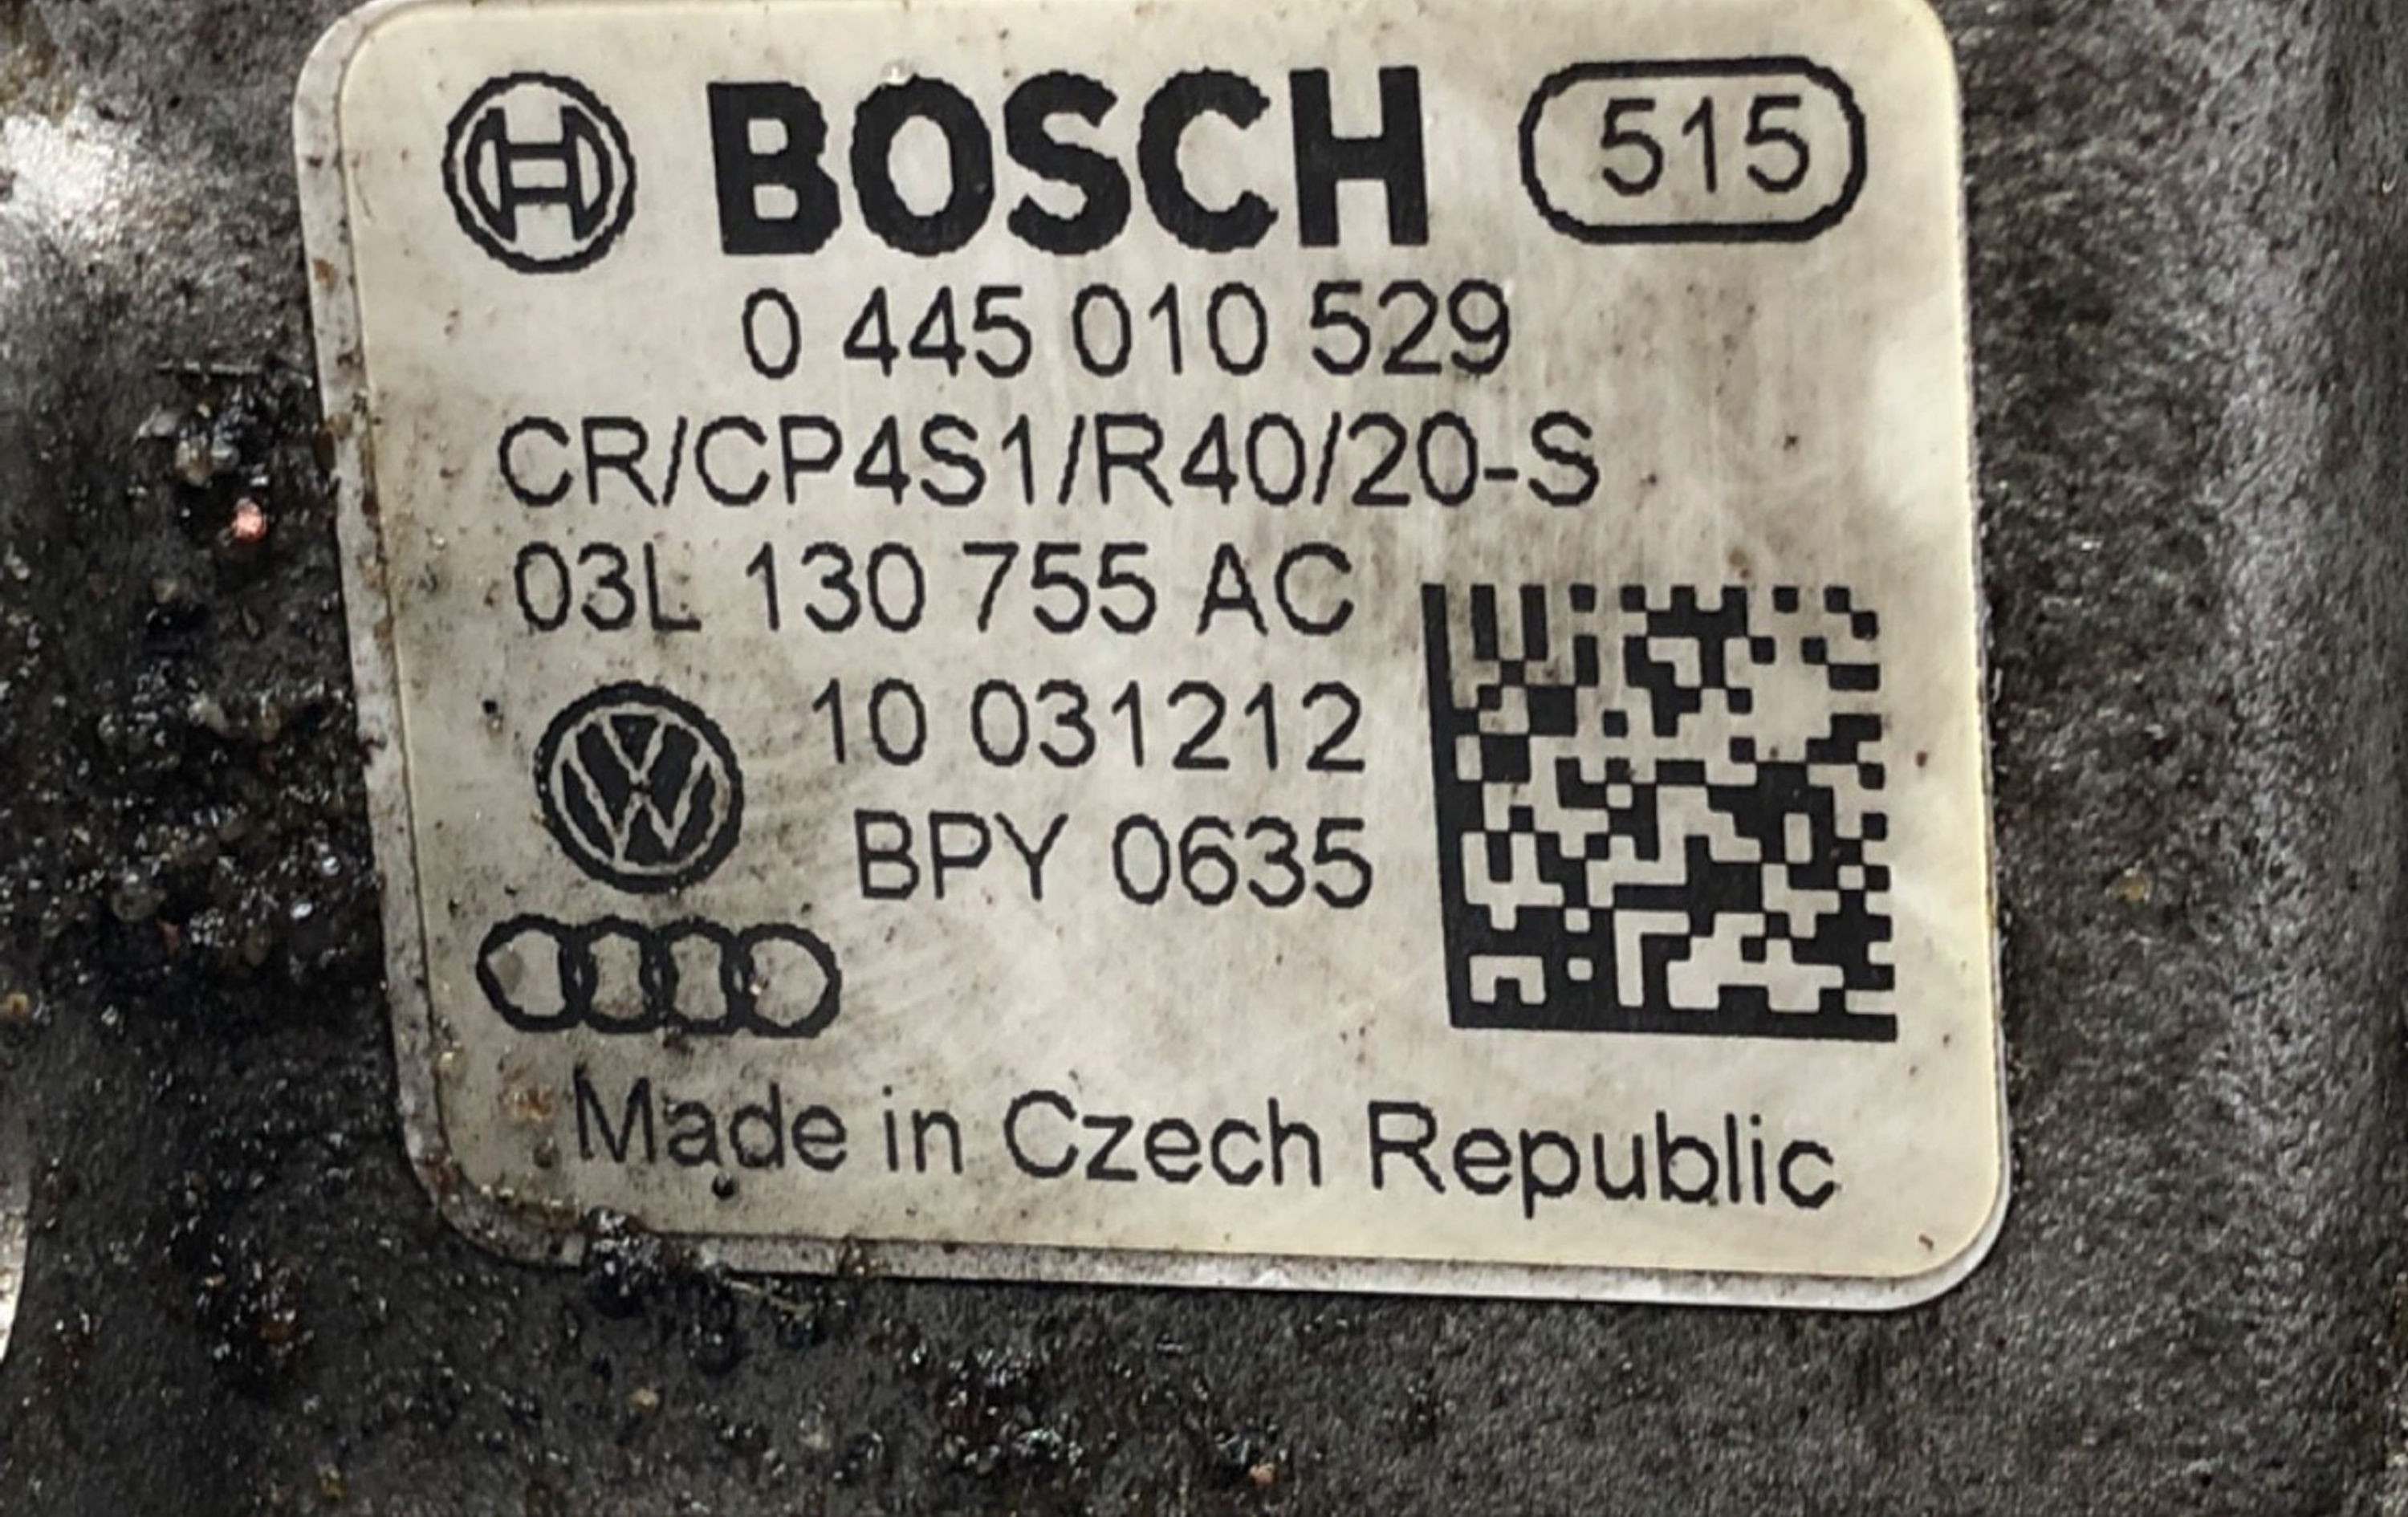 BOSCH 515
0 445 010 529
CR/CP4S1/R40/20-S
03L 130 755 AC
10 031212
BPY 0635
Made in Czech Republic